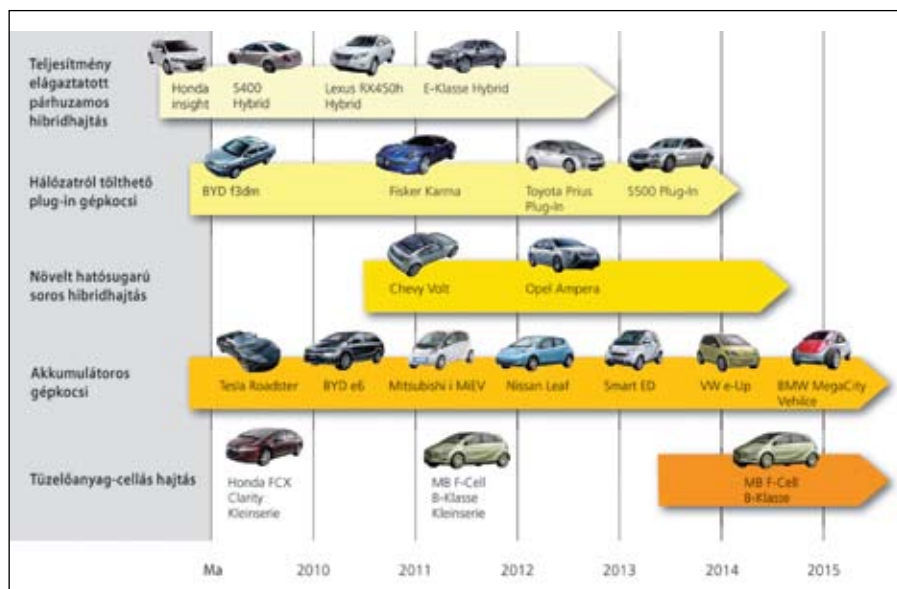 Teljesítmény
elágaztatott
párhuzamos
hibridhajtás
Honda
insight
S400
Hybrid
Lexus RX450h
Hybrid
E-Klasse Hybrid
Hálózatról tölthető
plug-in gépkocsi
BYD f3dm
Fisker Karma
Toyota Prius
Plug-In
S500 Plug-In
Növelt hatósugarú
soros hibridhajtás
Chevy Volt
Opel Ampera
Akkumulátoros
gépkocsi
Tesla Roadster
BYD e6
Mitsubishi i MiEV
Nissan Leaf
Smart ED
VW e-Up
BMW MegaCity
Vehilce
Tüzelőanyag-cellás hajtás
Honda FCX
Clarity
Kleinserie
MB F-Cell
B-Klasse
Kleinserie
MB F-Cell
B-Klasse
Ma 2010 2011 2012 2013 2014 2015